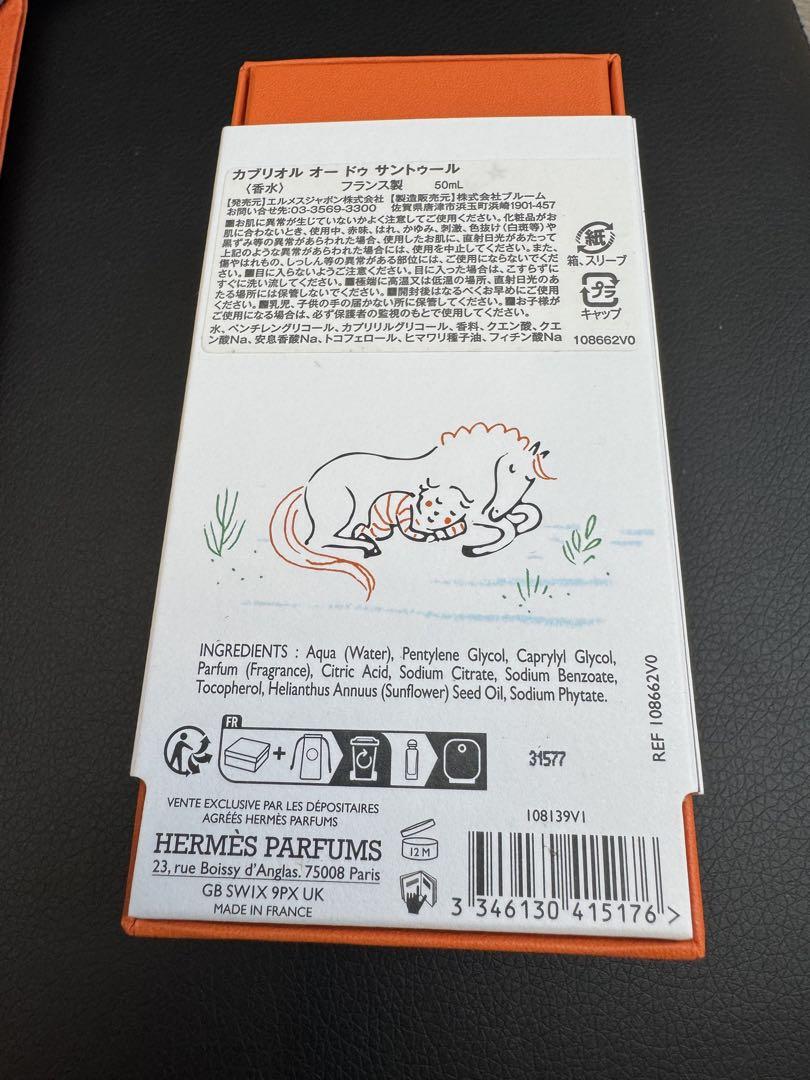 カブリオル オー ドゥ サントゥール
〈香水〉 フランス製 50mL
【発売元】エルメスジャポン株式会社 【製造販売元】株式会社ブルーム
お問い合せ先:03-3569-3300 佐賀県唐津市浜玉町浜崎1901-457
■お肌に異常が生じていないかよく注意してご使用ください。化粧品がお
肌に合わないとき、使用中、赤味、はれ、かゆみ、刺激、色抜け(白斑等)や
黒ずみ等の異常があらわれた場合、使用したお肌に、直射日光があたって
上記のような異常があらわれた場合には、使用を中止してください。また、
傷やはれもの、しっしん等の異常がある部位には、ご使用にならないでくだ
さい。■目に入らないようご注意ください。目に入った場合は、こすらずに
すぐに洗い流してください。■極端に高温又は低温の場所、直射日光のあ
たる場所には保管しないでください。■開封後はなるべくお早めにご使用
ください。■乳児、子供の手の届かない所に保管してください。■お子様が
ご使用になる場合は、必ず保護者の監視のもとで使用してください。
水、ペンチレングリコール、カプリリルグリコール、香料、クエン酸、クエ
ン酸Na、安息香酸Na、トコフェロール、ヒマワリ種子油、フィチン酸Na
紙
箱、スリーブ
プラ
キャップ
108662V0
INGREDIENTS : Aqua (Water), Pentylene Glycol, Caprylyl Glycol,
Parfum (Fragrance), Citric Acid, Sodium Citrate, Sodium Benzoate,
Tocopherol, Helianthus Annuus (Sunflower) Seed Oil, Sodium Phytate.
REF 108662V0
FR
31577
VENTE EXCLUSIVE PAR LES DÉPOSITAIRES
AGRÉÉS HERMÈS PARFUMS
HERMÈS PARFUMS
23, rue Boissy d'Anglas. 75008 Paris
GB SW1X 9PX UK
MADE IN FRANCE
12 M
108139V1
3 346130 415176 >